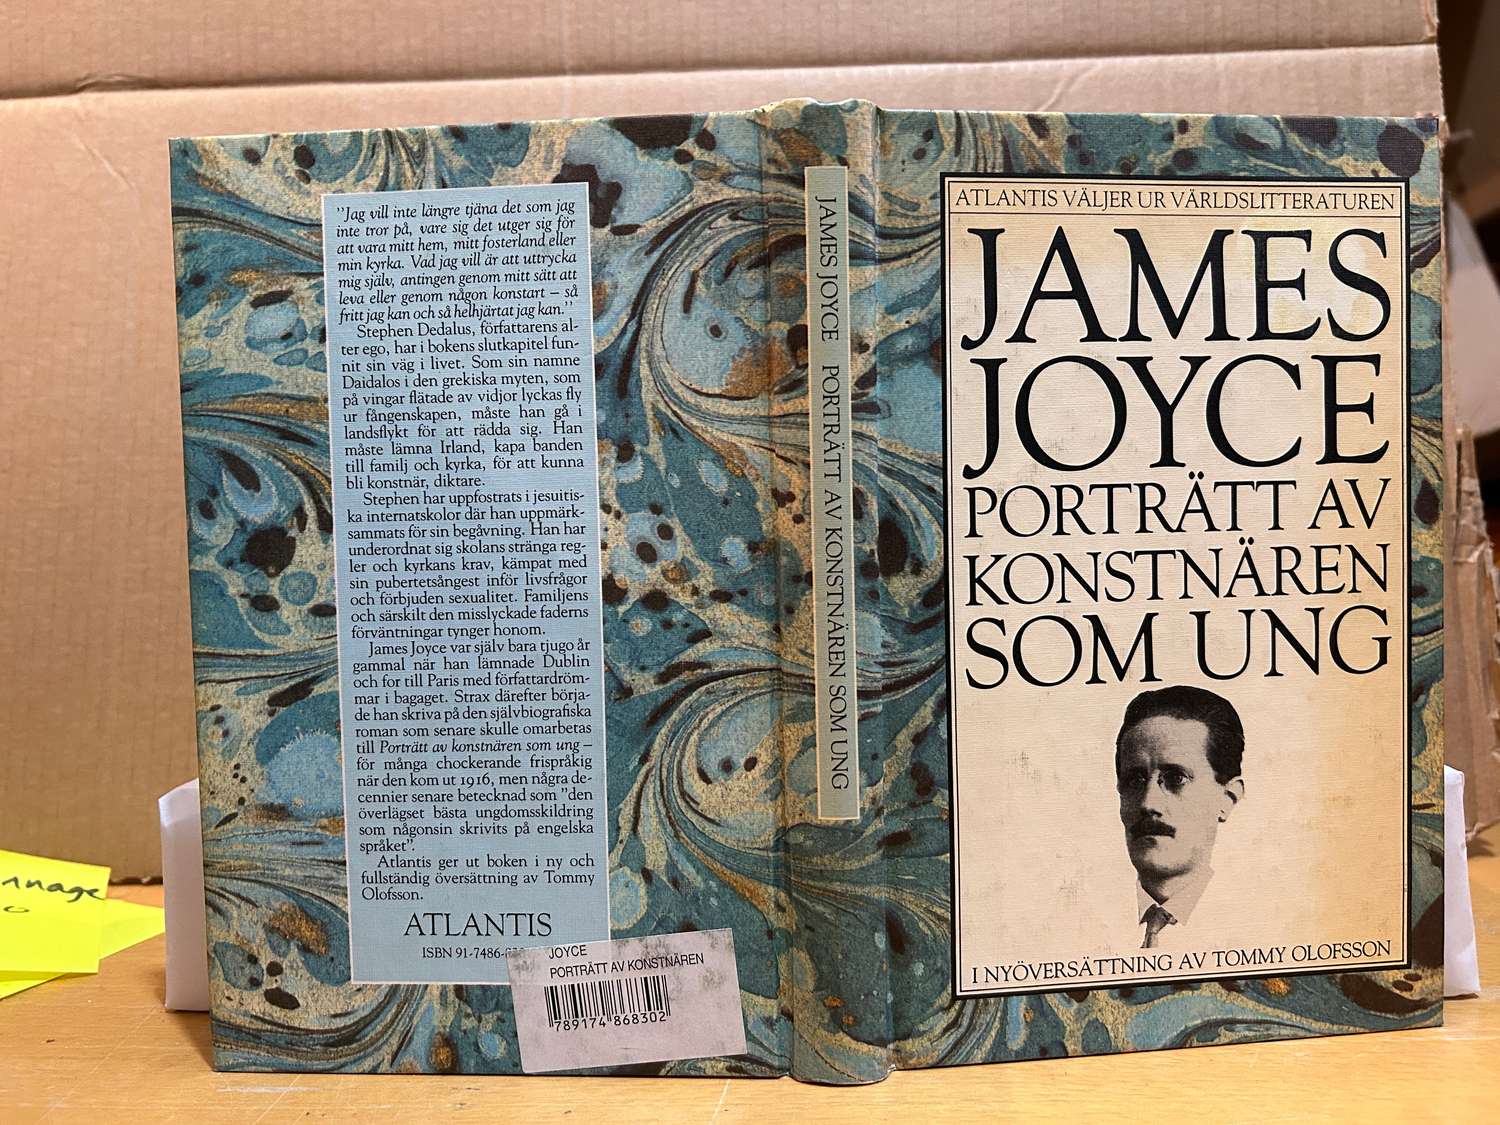 "Jag vill inte längre tjäna det som jag
inte tror på, vare sig det utger sig för
att vara mitt hem, mitt fosterland eller
min kyrka. Vad jag vill är att uttrycka
mig själv, antingen genom mitt sätt att
leva eller genom någon konstart – så
fritt jag kan och så helhjärtat jag kan."
Stephen Dedalus, författarens al-
ter ego, har i bokens slutkapitel fun-
nit sin väg i livet. Som sin namne
Daidalos i den grekiska myten, som
på vingar flätade av vidjor lyckas fly
ur fångenskapen, måste han gå i
landsflykt för att rädda sig. Han
måste lämna Irland, kapa banden
till familj och kyrka, för att kunna
bli konstnär, diktare.
Stephen har uppfostrats i jesuitis-
ka internatskolor där han uppmärk-
sammats för sin begåvning. Han har
underordnat sig skolans stränga reg-
ler och kyrkans krav, kämpat med
sin pubertetsångest inför livsfrågor
och förbjuden sexualitet. Familjens
och särskilt den misslyckade faderns
förväntningar tynger honom.
James Joyce var själv bara tjugo år
gammal när han lämnade Dublin
och for till Paris med författardröm-
mar i bagaget. Strax därefter börja-
de han skriva på den självbiografiska
roman som senare skulle omarbetas
till Porträtt av konstnären som ung –
för många chockerande frispråkig
när den kom ut 1916, men några de-
cennier senare betecknad som "den
överlägset bästa ungdomsskildring
som någonsin skrivits på engelska
språket".
Atlantis ger ut boken i ny och
fullständig översättning av Tommy
Olofsson.
ATLANTIS
ISBN 91-7486-
JOYCE
PORTRÄTT AV KONSTNÄREN
789174 868302
JAMES JOYCE PORTRÄTT AV KONSTNÄREN SOM UNG
ATLANTIS VÄLJER UR VÄRLDSLITTERATUREN
JAMES
JOYCE
PORTRÄTT AV
KONSTNÄREN
SOM UNG
I NYÖVERSÄTTNING AV TOMMY OLOFSSON